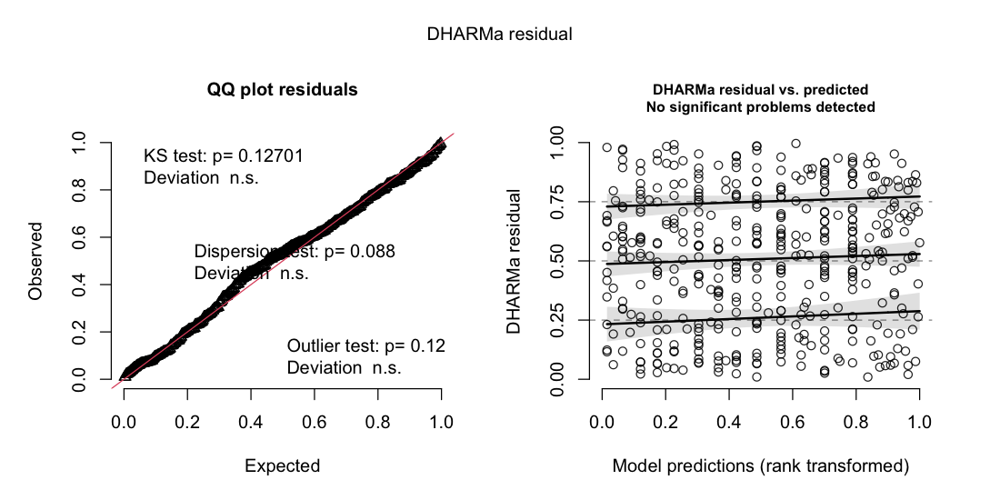 DHARMa residual
QQ plot residuals
KS test: p= 0.12701
Deviation n.s.
Dispersion test: p= 0.088
Deviation n.s.
Outlier test: p= 0.12
Deviation n.s.
Observed
0.0 0.2 0.4 0.6 0.8 1.0
0.0 0.2 0.4 0.6 0.8 1.0
Expected
DHARMa residual vs. predicted
No significant problems detected
DHARMa residual
0.00 0.25 0.50 0.75 1.00
0.0 0.2 0.4 0.6 0.8 1.0
Model predictions (rank transformed)